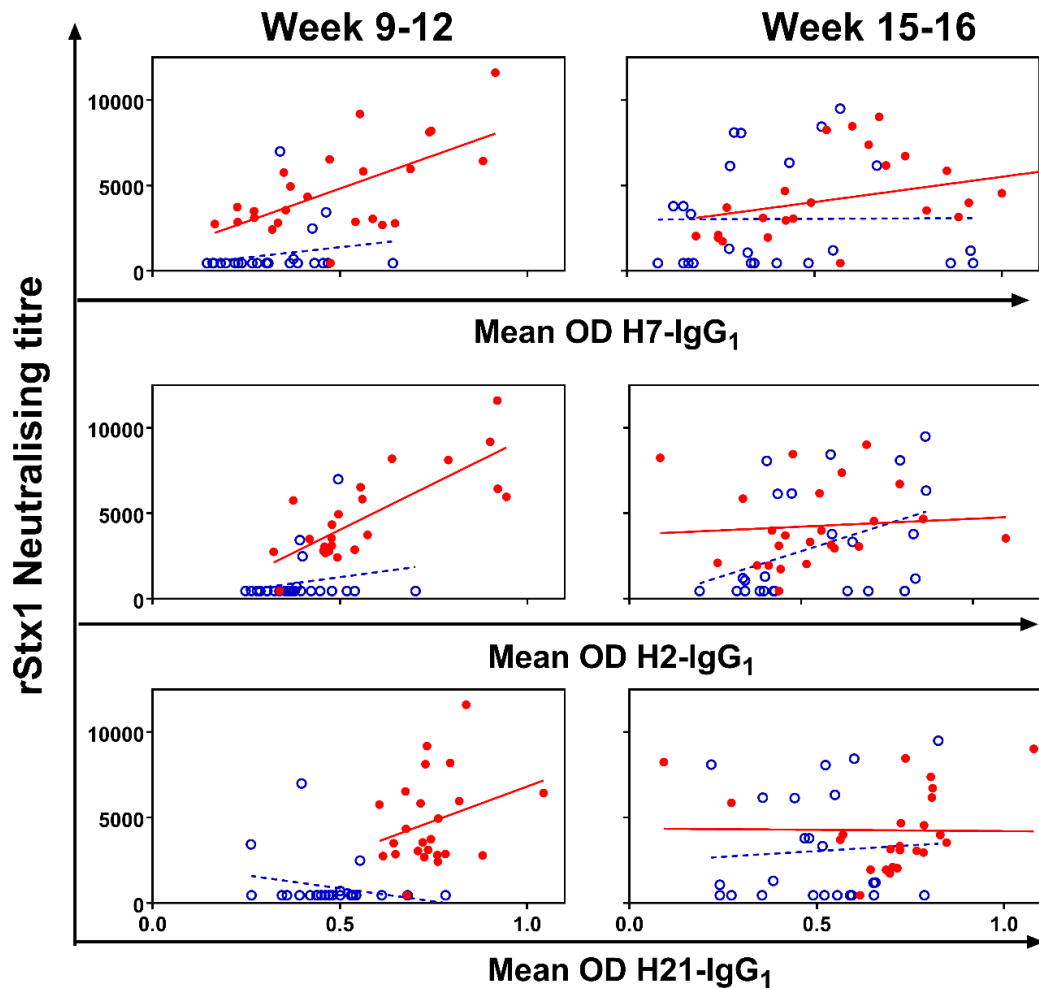 Week 9-12
Week 15-16
rStx1 Neutralising titre
10000
5000
0
Mean OD H7-IgG₁
10000
5000
0
Mean OD H2-IgG₁
10000
5000
0
0.0 0.5 1.0 0.0 0.5 1.0
Mean OD H21-IgG₁